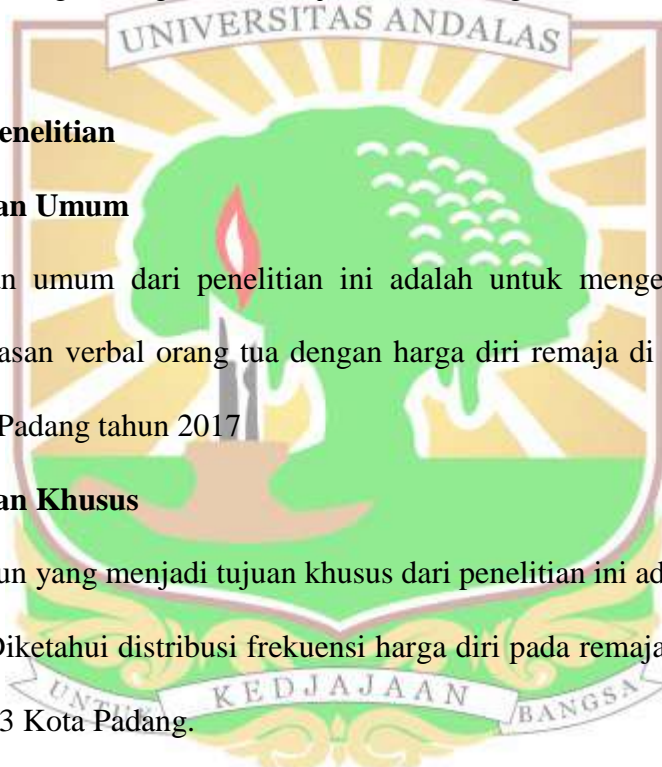 UNIVERSITAS ANDALAS
enelitian
an Umum
n umum dari penelitian ini adalah untuk menge
asan verbal orang tua dengan harga diri remaja di
Padang tahun 2017
an Khusus
un yang menjadi tujuan khusus dari penelitian ini ad
Diketahui distribusi frekuensi harga diri pada remaja
3 Kota Padang.
UNTUK KEDJAJAAN BANGSA